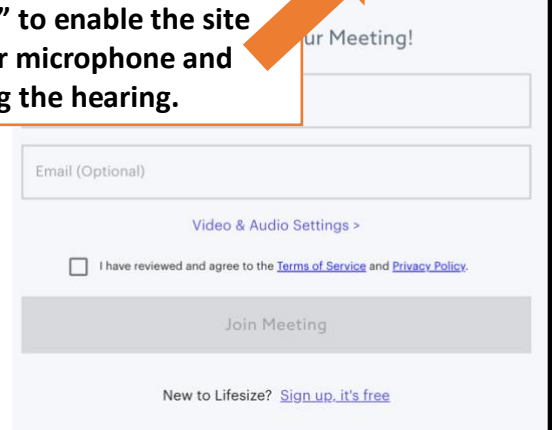 ” to enable the site
microphone and
the hearing.
Meeting!
Email (Optional)
Video & Audio Settings >
I have reviewed and agree to the Terms of Service and Privacy Policy.
Join Meeting
New to Lifesize? Sign up, it's free